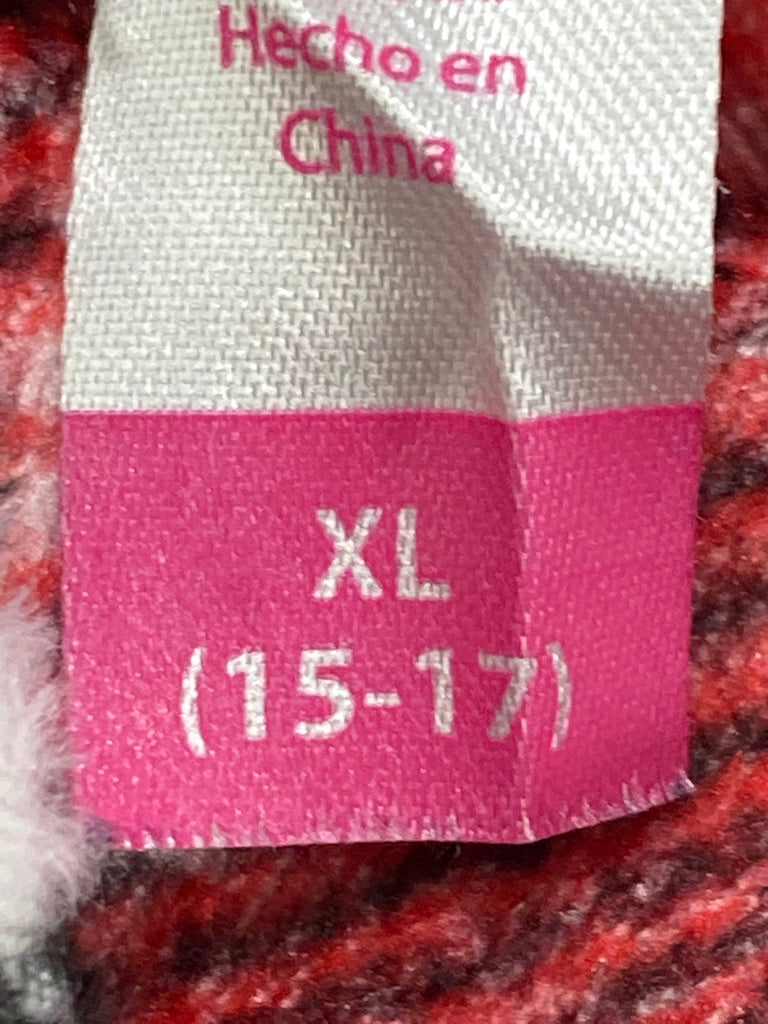 Hecho en
China
XL
(15-17)